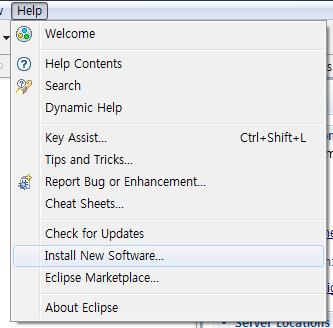 Help
Welcome
Help Contents
Search
Dynamic Help
Key Assist... Ctrl+Shift+L
Tips and Tricks...
Report Bug or Enhancement...
Cheat Sheets...
Check for Updates
Install New Software...
Eclipse Marketplace...
About Eclipse
Server Locations